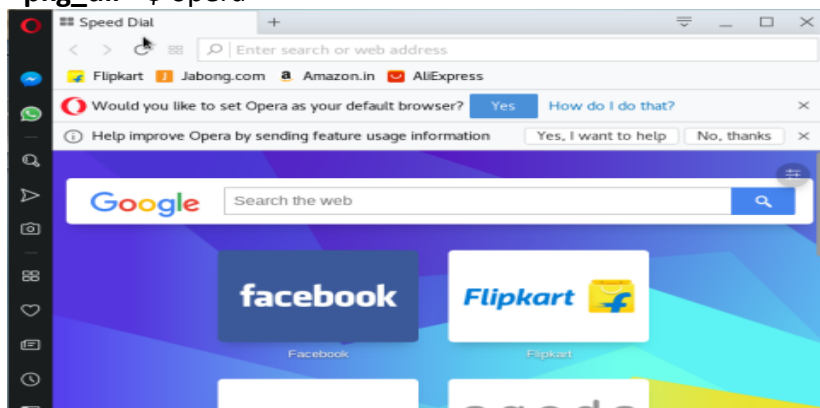 pkg_dir $ opera
Speed Dial
Enter search or web address
Flipkart Jabong.com a Amazon.in AliExpress
Would you like to set Opera as your default browser? Yes How do I do that?
Help improve Opera by sending feature usage information Yes, I want to help No, thanks
Google Search the web
facebook Flipkart
Facebook Flipkart